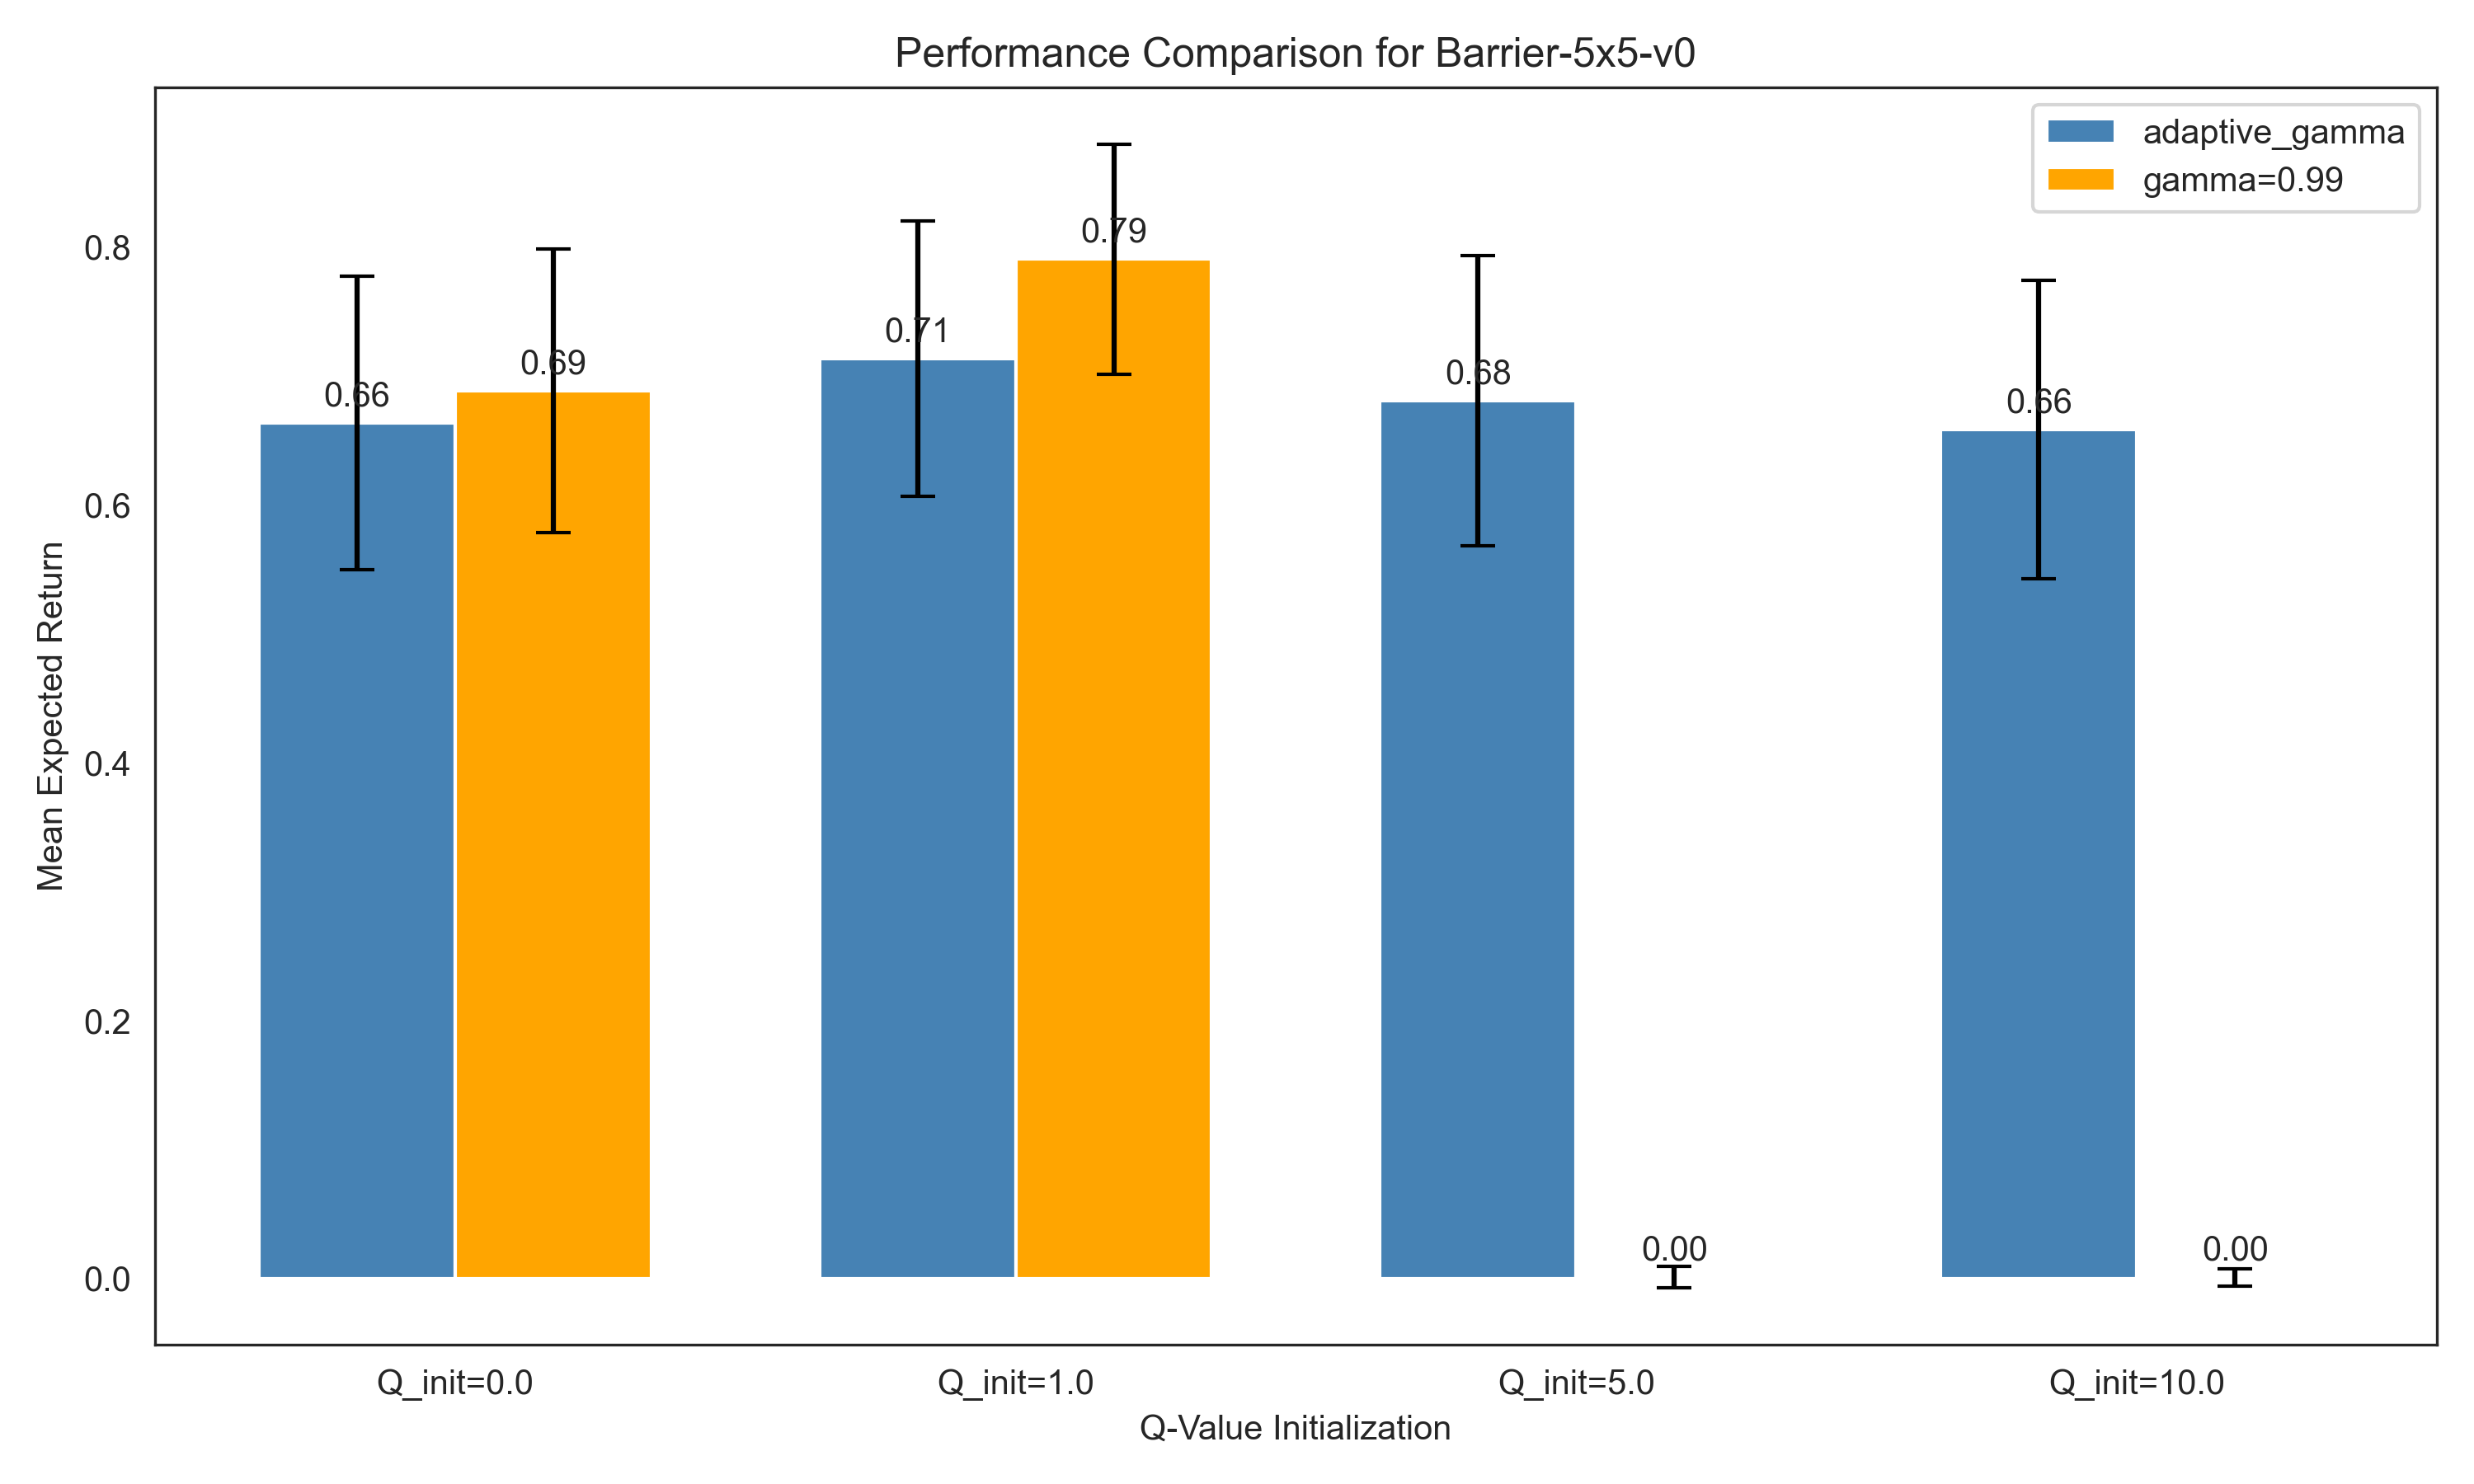 Performance Comparison for Barrier-5x5-v0
adaptive_gamma
gamma=0.99
Mean Expected Return
0.8
0.6
0.4
0.2
0.0
0.66
0.69
0.71
0.79
0.68
0.00
0.66
0.00
Q_init=0.0
Q_init=1.0
Q_init=5.0
Q_init=10.0
Q-Value Initialization